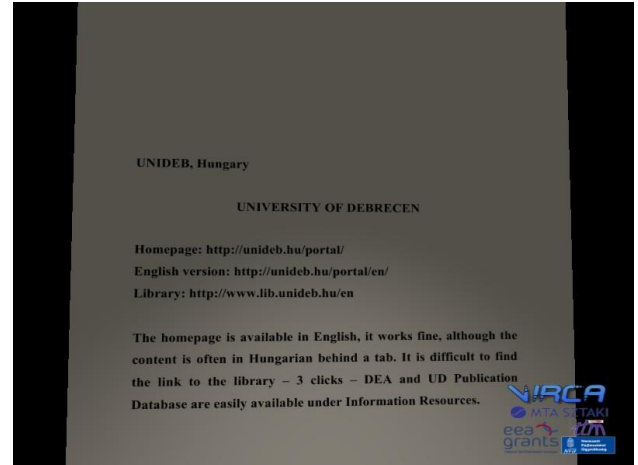 UNIDEB, Hungary
UNIVERSITY OF DEBRECEN
Homepage: http://unideb.hu/portal/
English version: http://unideb.hu/portal/en/
Library: http://www.lib.unideb.hu/en
The homepage is available in English, it works fine, although the
content is often in Hungarian behind a tab. It is difficult to find
the link to the library – 3 clicks – DEA and UD Publication
Database are easily available under Information Resources.
VIRCA
MTA SZTAKI
eea
grants
Nemzeti
Fejlesztési
Ügynökség